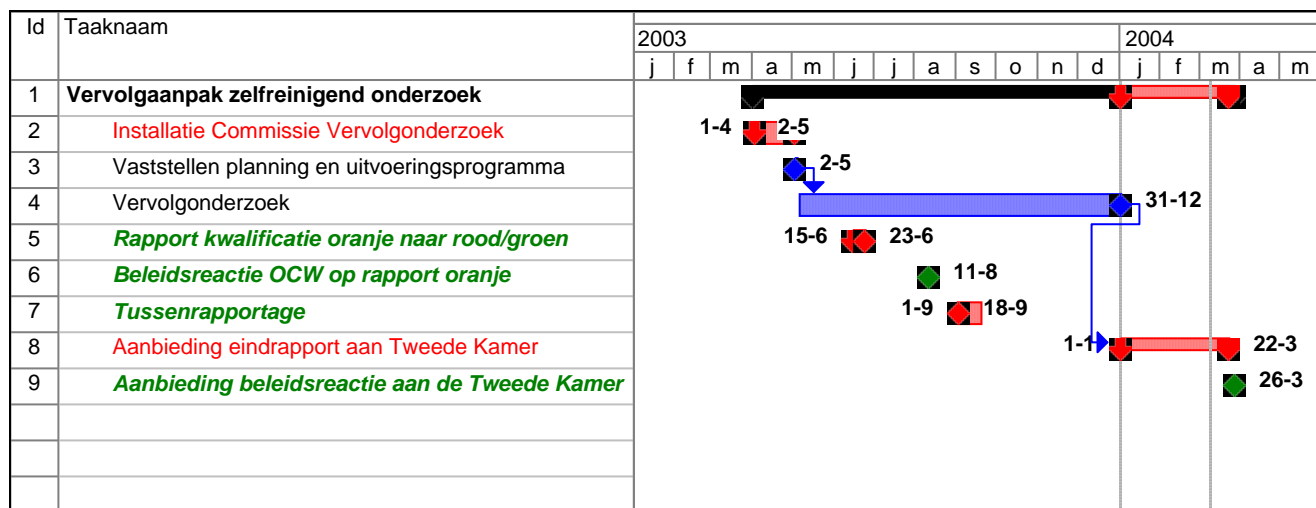 Id Taaknaam
2003 2004
j f m a m j j a s o n d j f m a m
1 Vervolgaanpak zelfreinigend onderzoek
2 Installatie Commissie Vervolgonderzoek 1-4 2-5
3 Vaststellen planning en uitvoeringsprogramma 2-5
4 Vervolgonderzoek 31-12
5 Rapport kwalificatie oranje naar rood/groen 15-6 23-6
6 Beleidsreactie OCW op rapport oranje 11-8
7 Tussenrapportage 1-9 18-9
8 Aanbieding eindrapport aan Tweede Kamer 1-1 22-3
9 Aanbieding beleidsreactie aan de Tweede Kamer 26-3